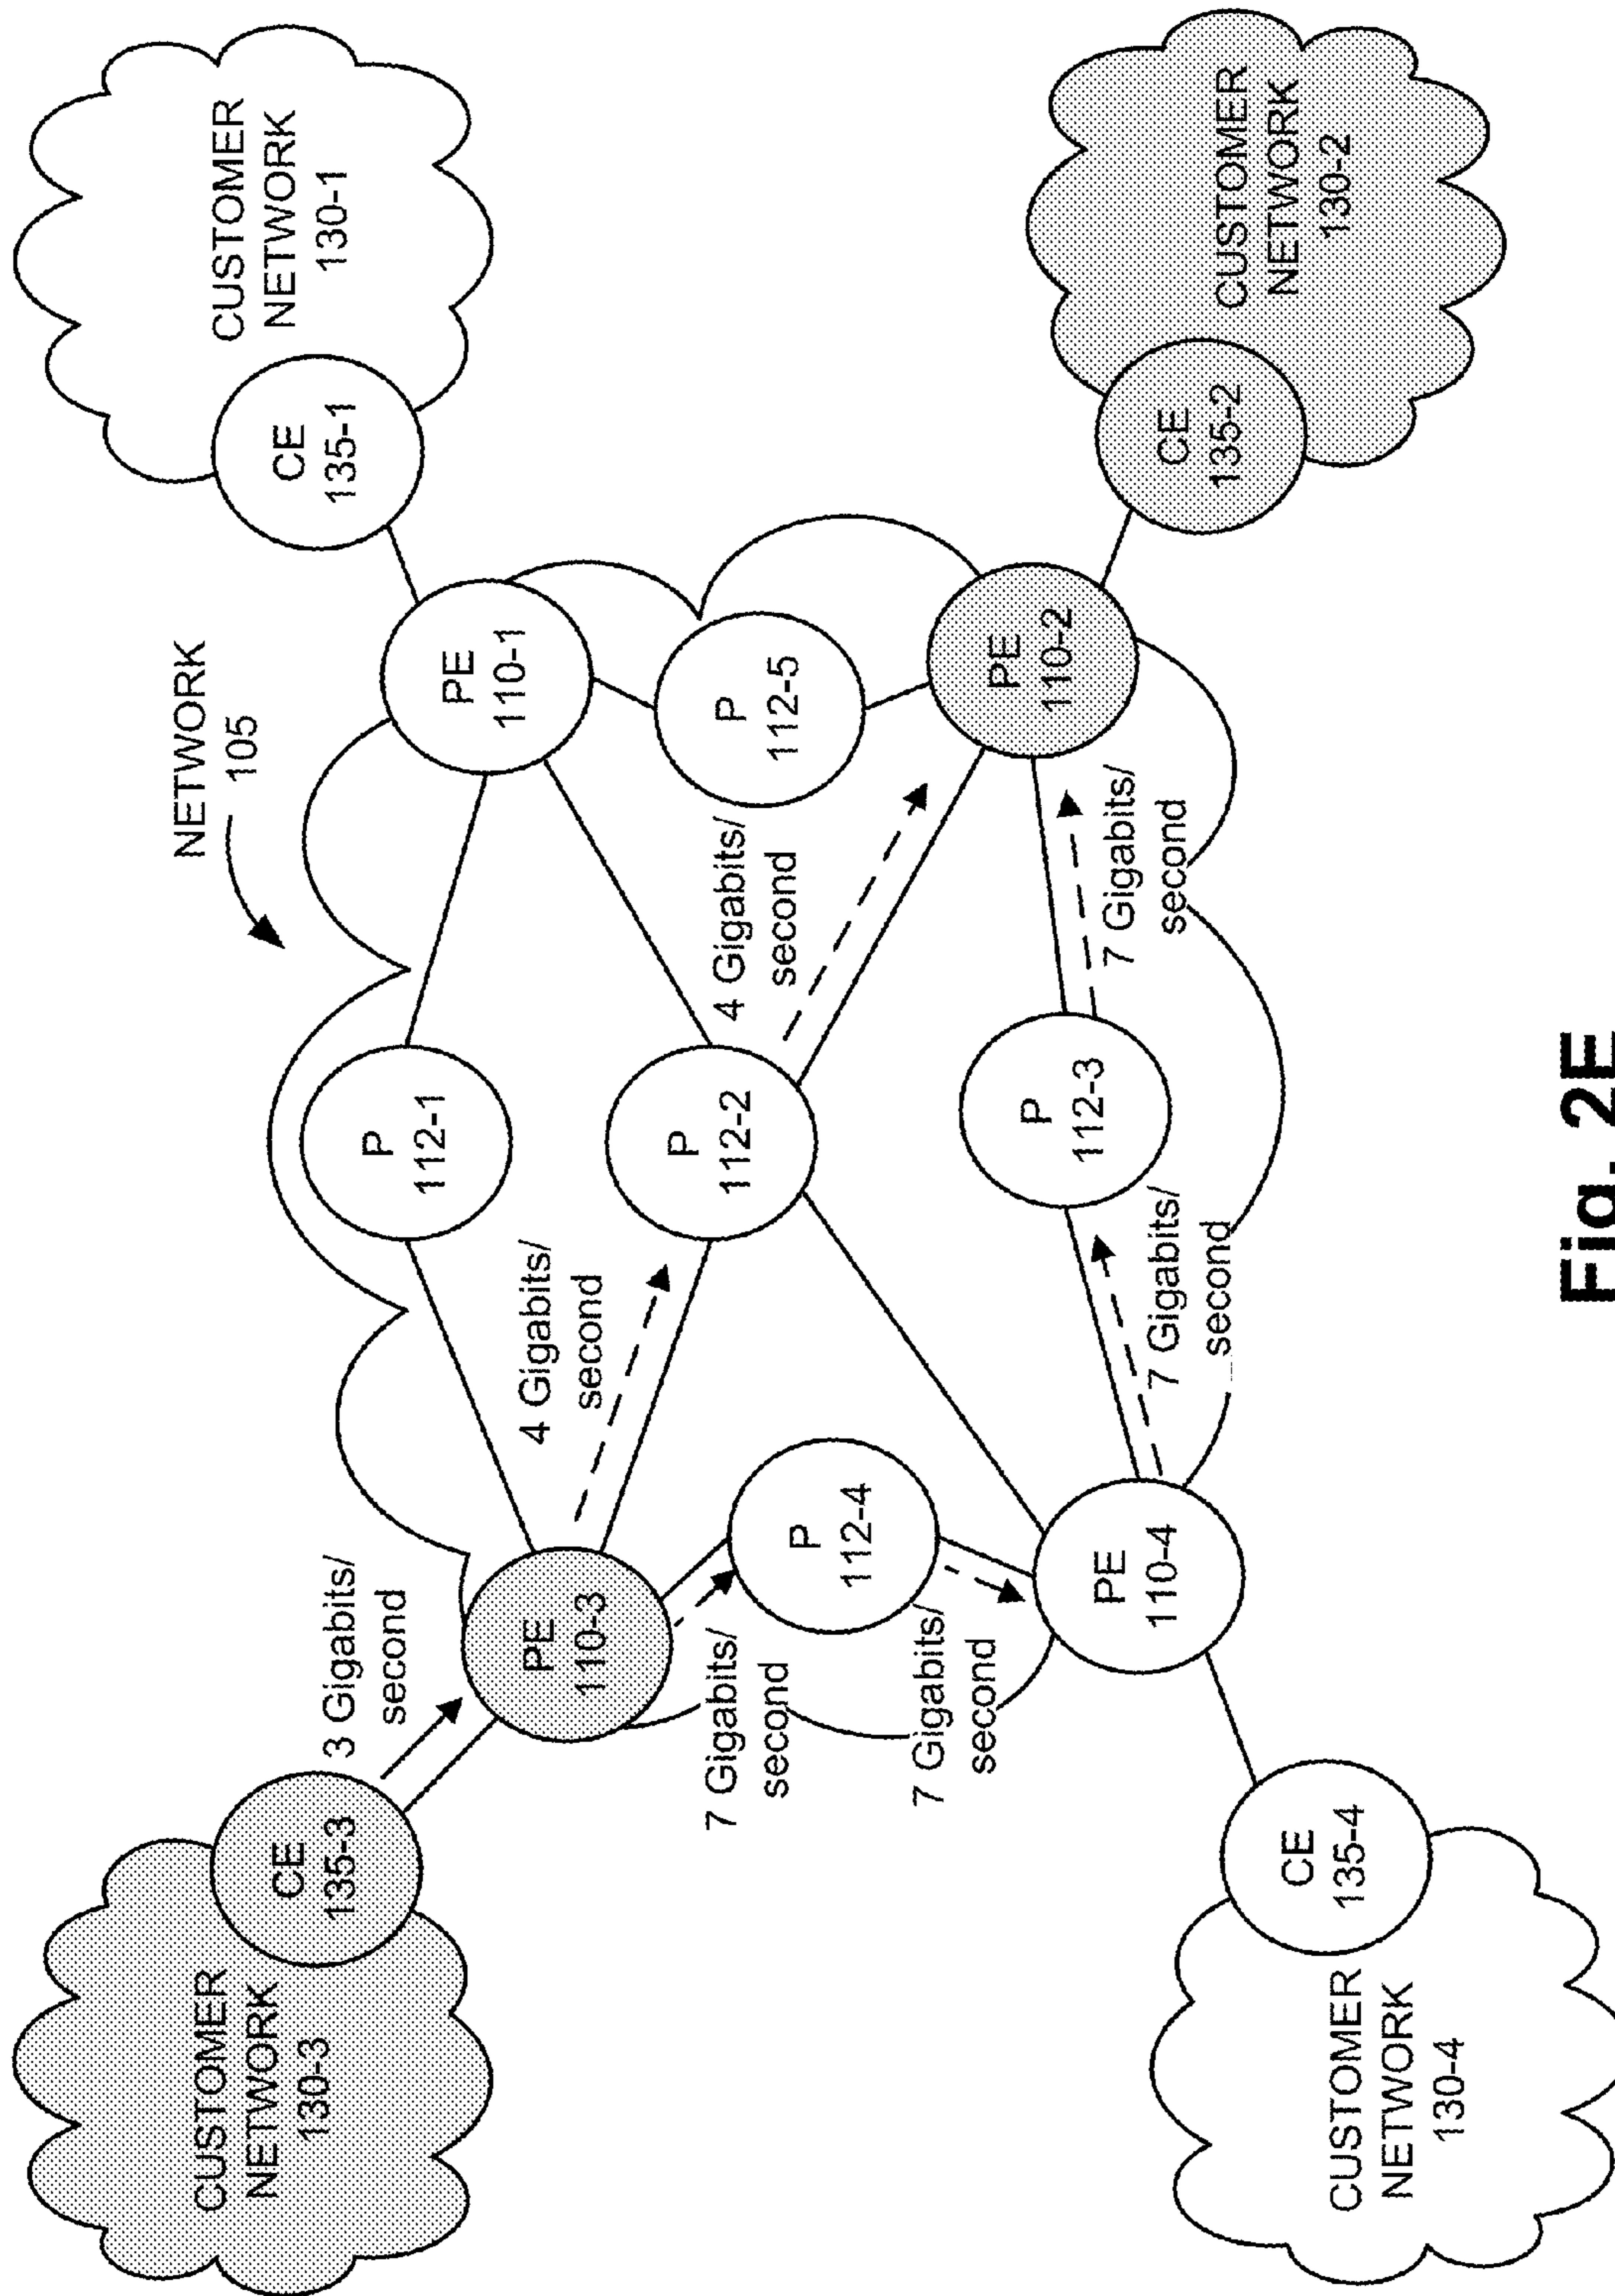 CUSTOMER
NETWORK
130-3
CE
135-3
3 Gigabits/
second
NETWORK
105
CUSTOMER
NETWORK
130-1
CE
135-1
PE
110-3
4 Gigabits/
second
P
112-1
PE
110-1
7 Gigabits/
second
P
112-4
P
112-2
4 Gigabits/
second
P
112-5
7 Gigabits/
second
PE
110-4
7 Gigabits/
second
P
112-3
7 Gigabits/
second
PE
110-2
CUSTOMER
NETWORK
130-4
CE
135-4
CE
135-2
CUSTOMER
NETWORK
130-2
Fig. 2E